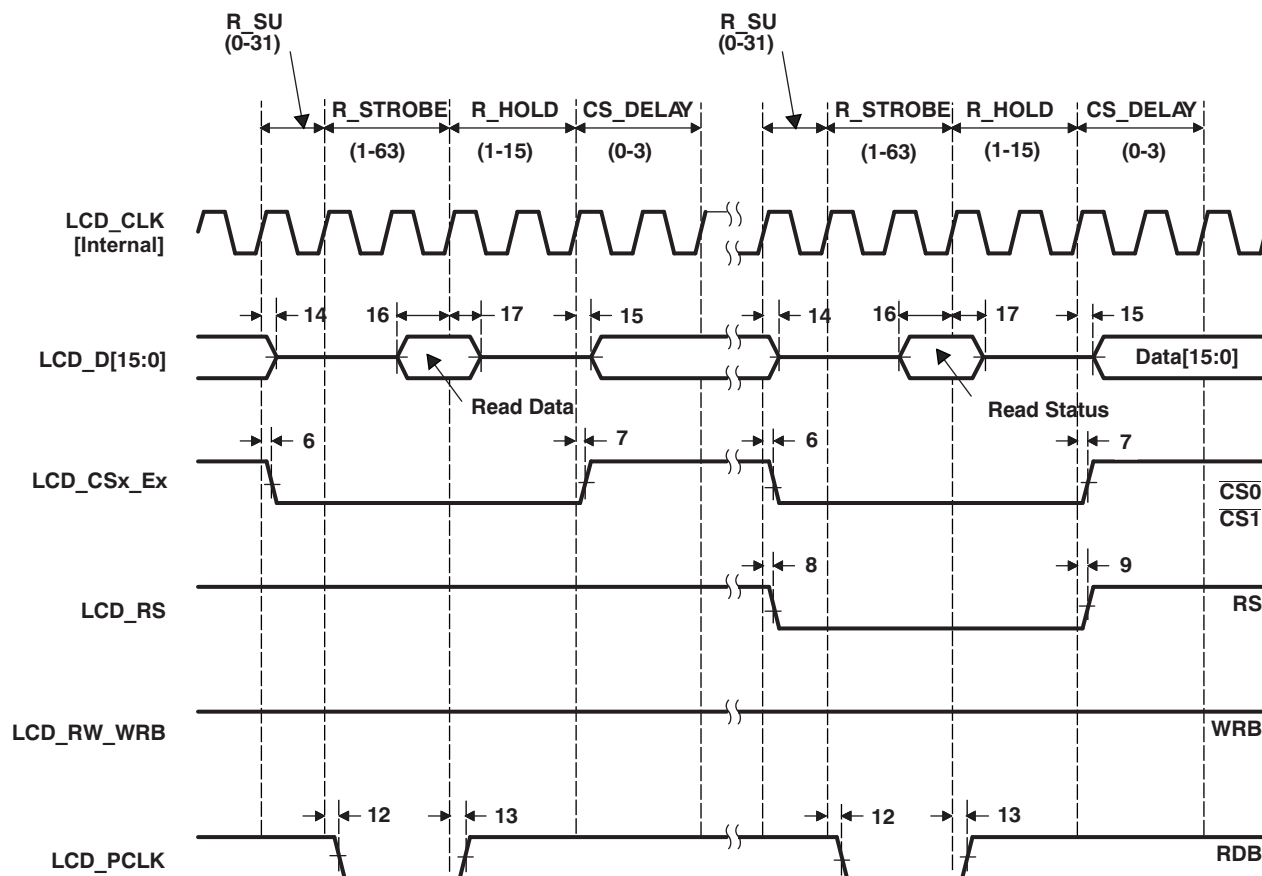 R_SU
(0-31)
R_SU
(0-31)
R_STROBE R_HOLD CS_DELAY
(1-63) (1-15) (0-3)
R_STROBE R_HOLD CS_DELAY
(1-63) (1-15) (0-3)
LCD_CLK
[Internal]
14 16 17 15 14 16 17 15
LCD_D[15:0]
Data[15:0]
Read Data
Read Status
6 7 6 7
LCD_CSx_Ex
CS0
CS1
8 9
LCD_RS
RS
LCD_RW_WRB
WRB
12 13 12 13
LCD_PCLK
RDB